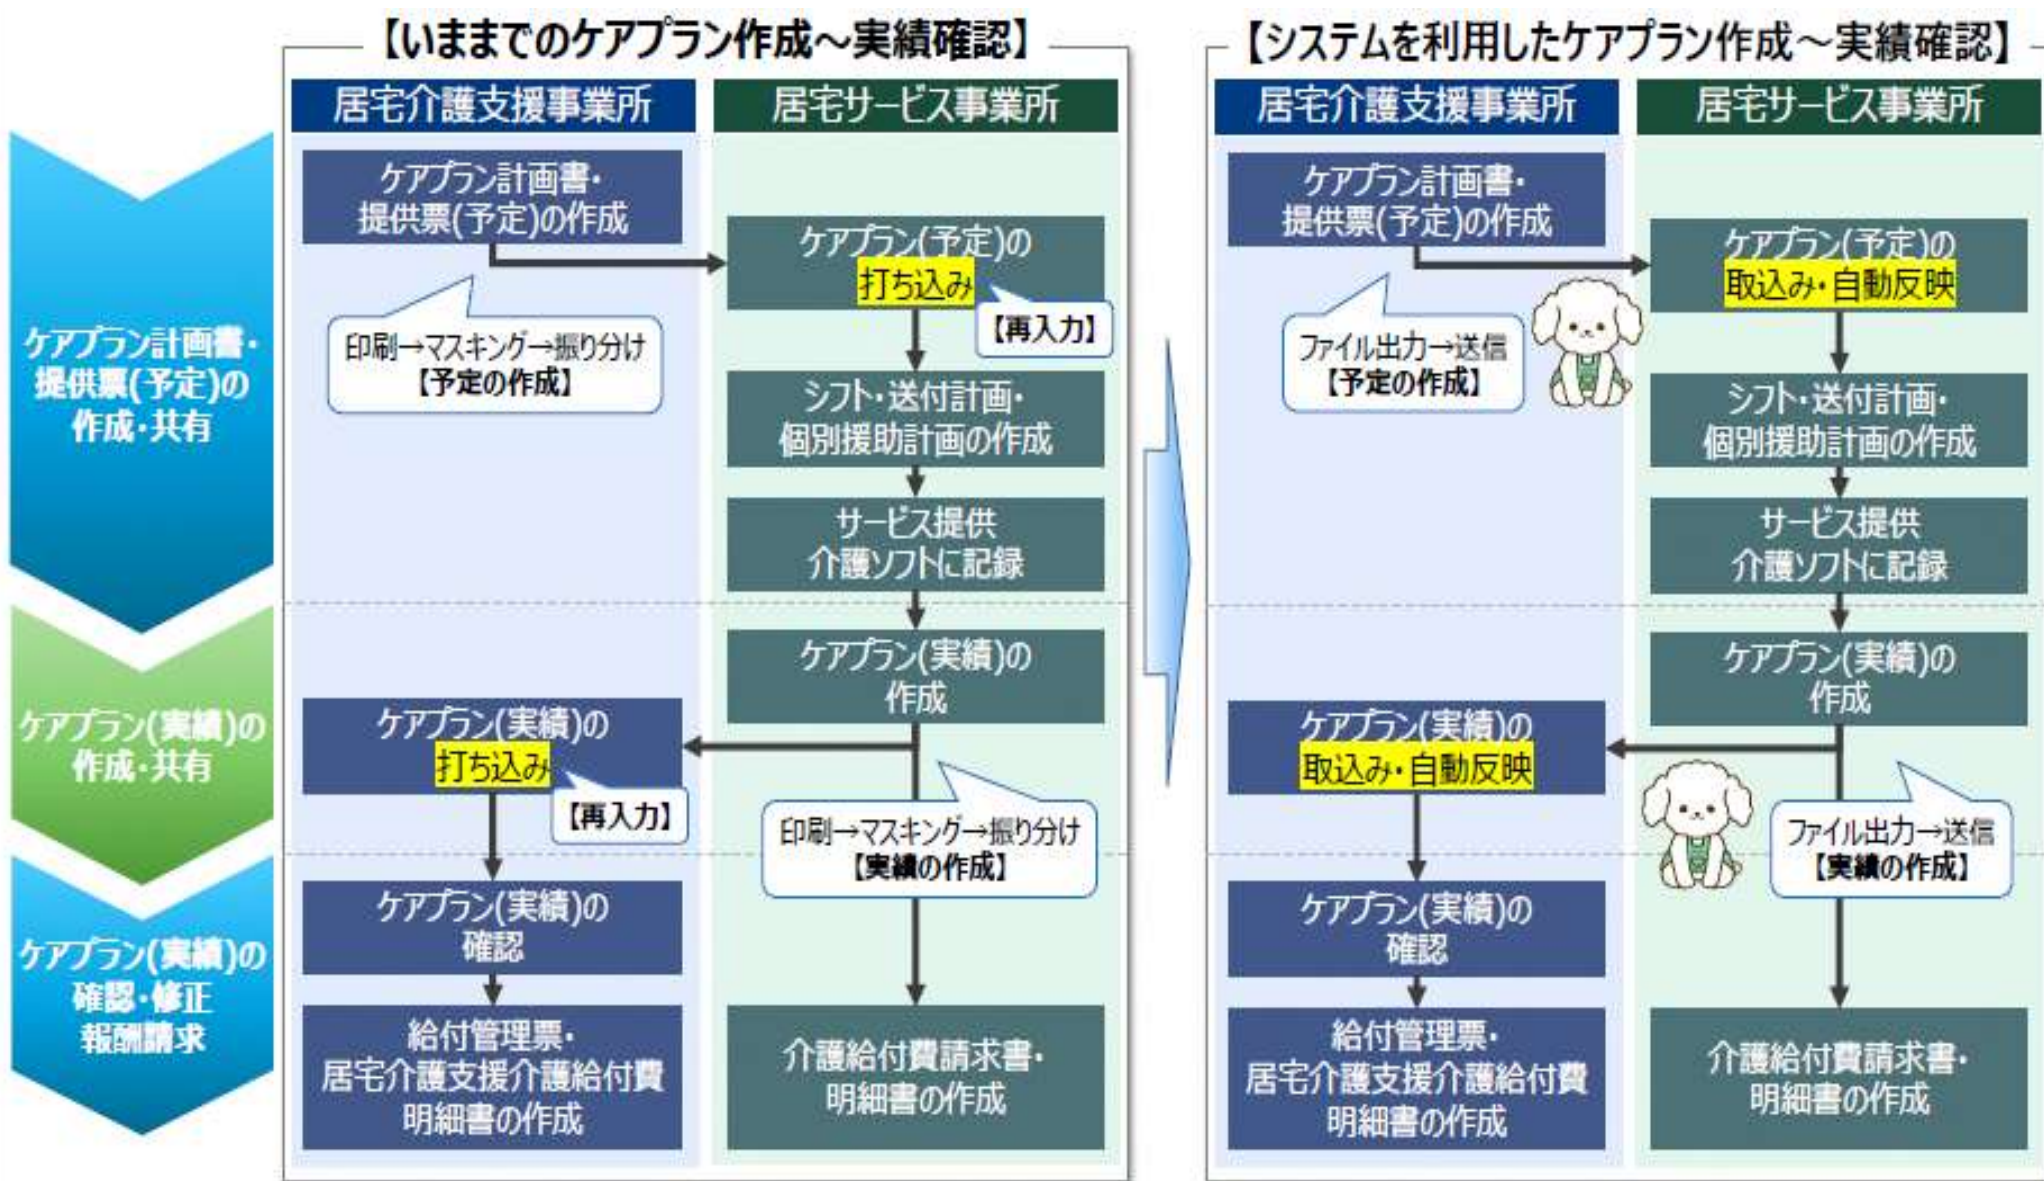 【いままでのケアプラン作成～実績確認】
居宅介護支援事業所
居宅サービス事業所
ケアプラン計画書・
提供票(予定)の
作成・共有
ケアプラン(実績)の
作成・共有
ケアプラン(実績)の
確認・修正
報酬請求
ケアプラン計画書・
提供票(予定)の作成
印刷→マスキング→振り分け
【予定の作成】
ケアプラン(予定)の
打ち込み
【再入力】
シフト・送付計画・
個別援助計画の作成
サービス提供
介護ソフトに記録
ケアプラン(実績)の
作成
ケアプラン(実績)の
打ち込み
【再入力】
印刷→マスキング→振り分け
【実績の作成】
ケアプラン(実績)の
確認
給付管理票・
居宅介護支援介護給付費
明細書の作成
介護給付費請求書・
明細書の作成
【システムを利用したケアプラン作成～実績確認】
居宅介護支援事業所
居宅サービス事業所
ケアプラン計画書・
提供票(予定)の作成
ファイル出力→送信
【予定の作成】
ケアプラン(予定)の
取込み・自動反映
シフト・送付計画・
個別援助計画の作成
サービス提供
介護ソフトに記録
ケアプラン(実績)の
作成
ケアプラン(実績)の
取込み・自動反映
ファイル出力→送信
【実績の作成】
ケアプラン(実績)の
確認
給付管理票・
居宅介護支援介護給付費
明細書の作成
介護給付費請求書・
明細書の作成